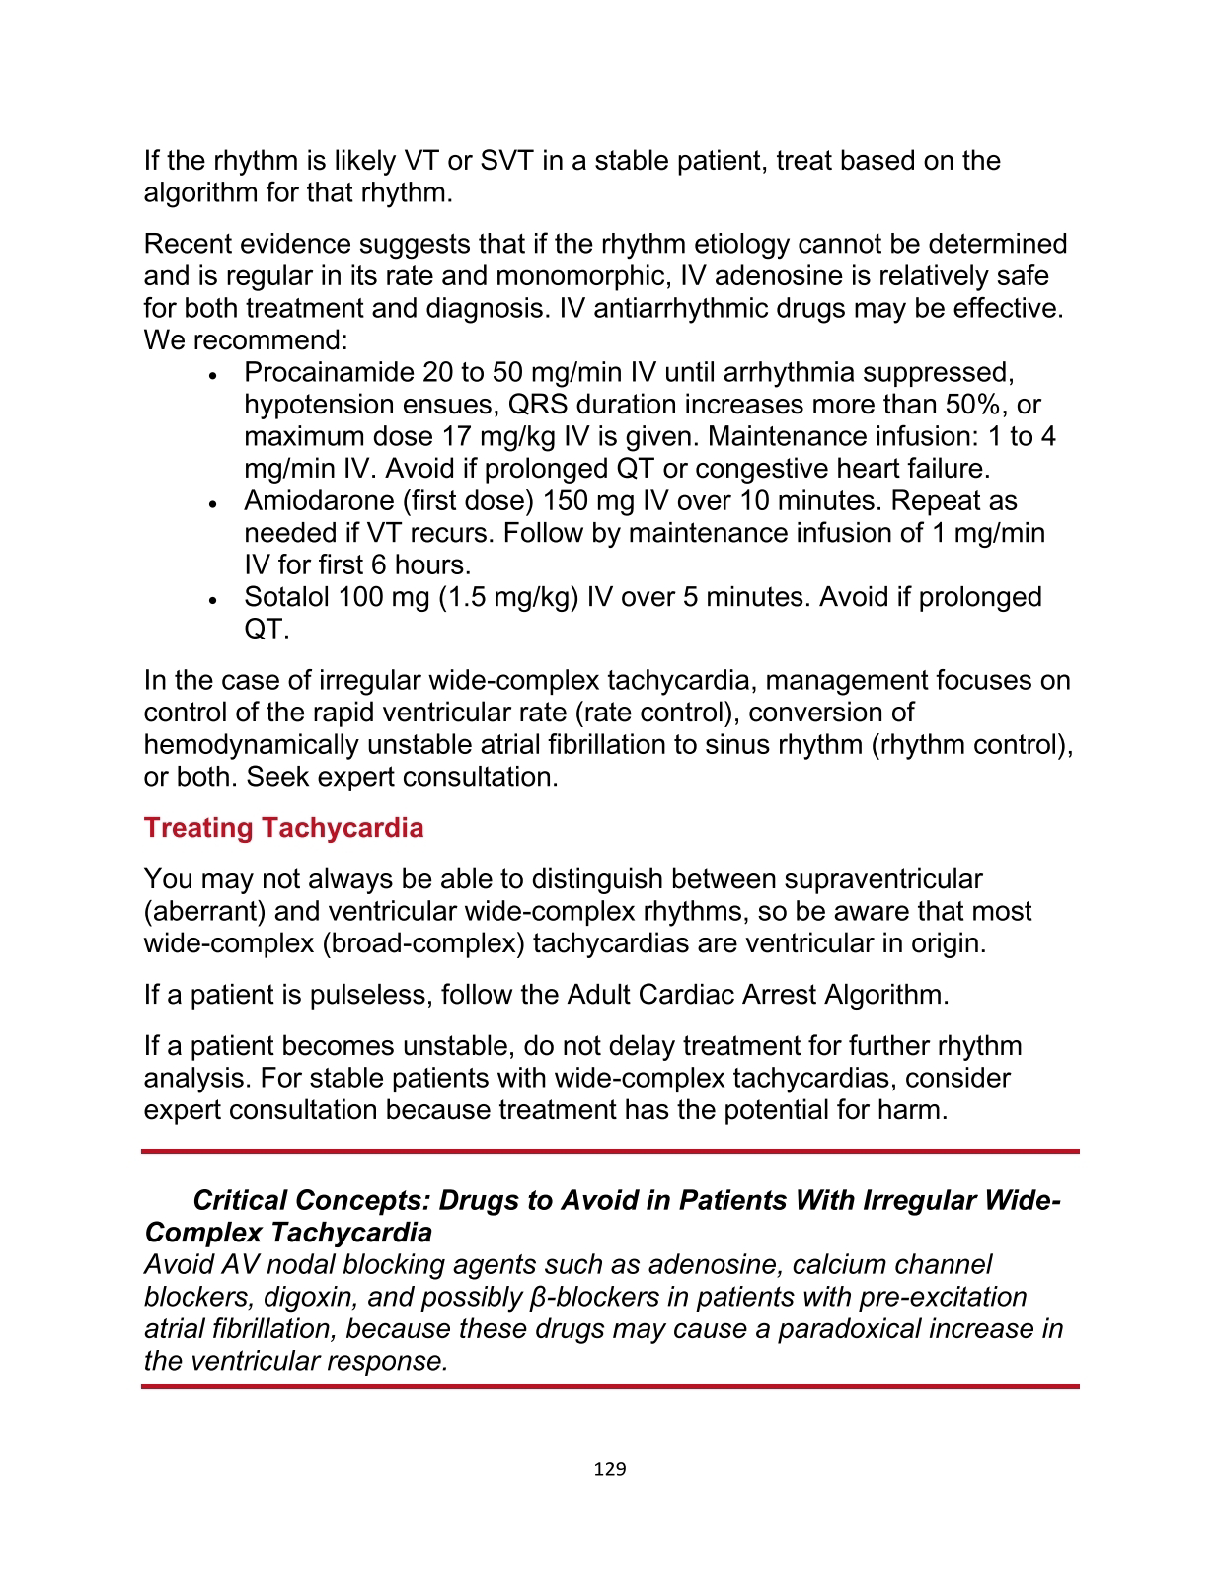 If the rhythm is likely VT or SVT in a stable patient, treat based on the
algorithm for that rhythm.
Recent evidence suggests that if the rhythm etiology cannot be determined
and is regular in its rate and monomorphic, IV adenosine is relatively safe
for both treatment and diagnosis. IV antiarrhythmic drugs may be effective.
We recommend:
• Procainamide 20 to 50 mg/min IV until arrhythmia suppressed,
hypotension ensues, QRS duration increases more than 50%, or
maximum dose 17 mg/kg IV is given. Maintenance infusion: 1 to 4
mg/min IV. Avoid if prolonged QT or congestive heart failure.
• Amiodarone (first dose) 150 mg IV over 10 minutes. Repeat as
needed if VT recurs. Follow by maintenance infusion of 1 mg/min
IV for first 6 hours.
• Sotalol 100 mg (1.5 mg/kg) IV over 5 minutes. Avoid if prolonged
QT.
In the case of irregular wide-complex tachycardia, management focuses on
control of the rapid ventricular rate (rate control), conversion of
hemodynamically unstable atrial fibrillation to sinus rhythm (rhythm control),
or both. Seek expert consultation.
Treating Tachycardia
You may not always be able to distinguish between supraventricular
(aberrant) and ventricular wide-complex rhythms, so be aware that most
wide-complex (broad-complex) tachycardias are ventricular in origin.
If a patient is pulseless, follow the Adult Cardiac Arrest Algorithm.
If a patient becomes unstable, do not delay treatment for further rhythm
analysis. For stable patients with wide-complex tachycardias, consider
expert consultation because treatment has the potential for harm.
Critical Concepts: Drugs to Avoid in Patients With Irregular Wide-
Complex Tachycardia
Avoid AV nodal blocking agents such as adenosine, calcium channel
blockers, digoxin, and possibly β-blockers in patients with pre-excitation
atrial fibrillation, because these drugs may cause a paradoxical increase in
the ventricular response.
129